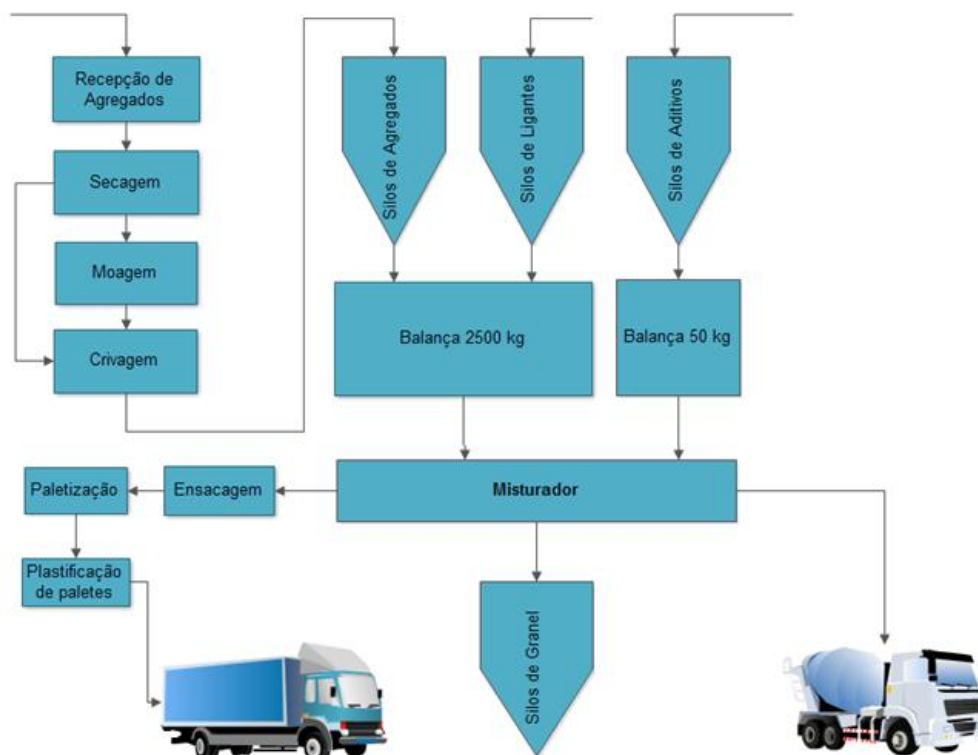 Recepção de
Agregados
Secagem
Moagem
Crivagem
Silos de Agregados
Silos de Ligantes
Silos de Aditivos
Balança 2500 kg
Balança 50 kg
Misturador
Ensacagem
Paletização
Plastificação
de paletes
Silos de Granel